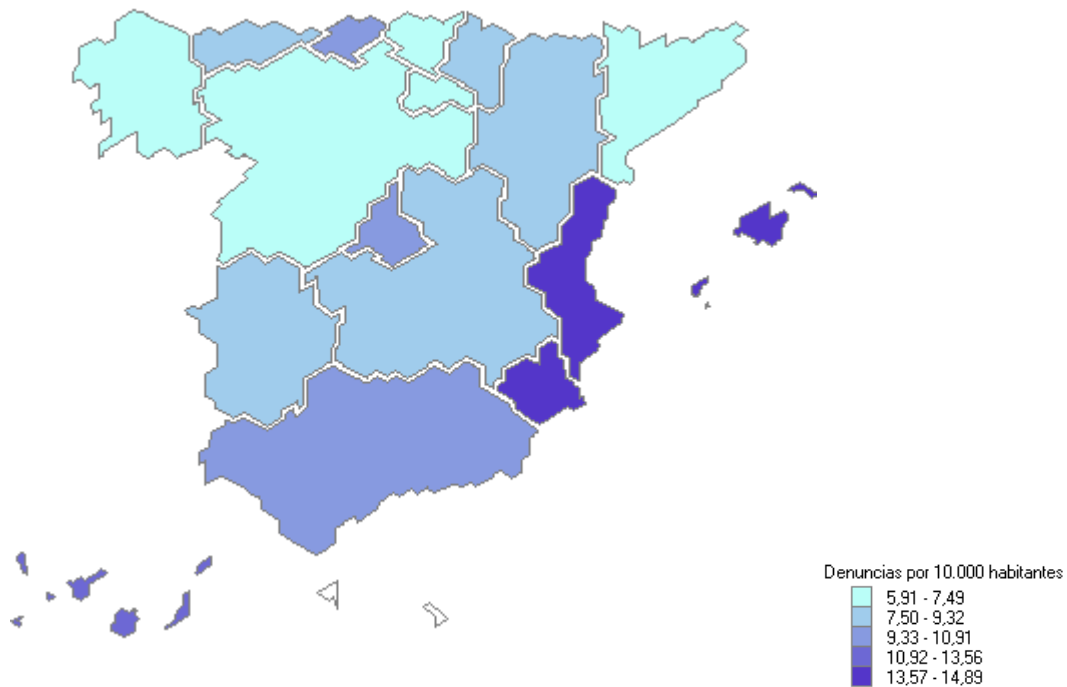 Denuncias por 10.000 habitantes
5,91 - 7,49
7,50 - 9,32
9,33 - 10,91
10,92 - 13,56
13,57 - 14,89